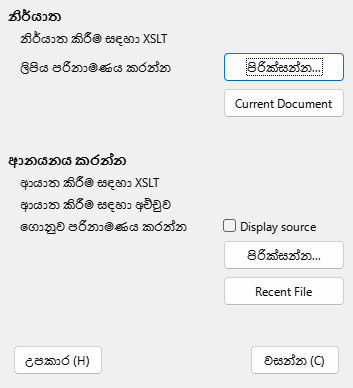 නිර්යාත
නිර්යාත කිරීම සඳහා XSLT
ලිපිය පරිනාමණය කරන්න
පිරික්සන්න...
Current Document
ආනයනය කරන්න
ආයාත කිරීම සඳහා XSLT
ආයාත කිරීම සඳහා අච්චුව
ගොනුව පරිනාමණය කරන්න
Display source
පිරික්සන්න...
Recent File
උපකාර (H)
වසන්න (C)